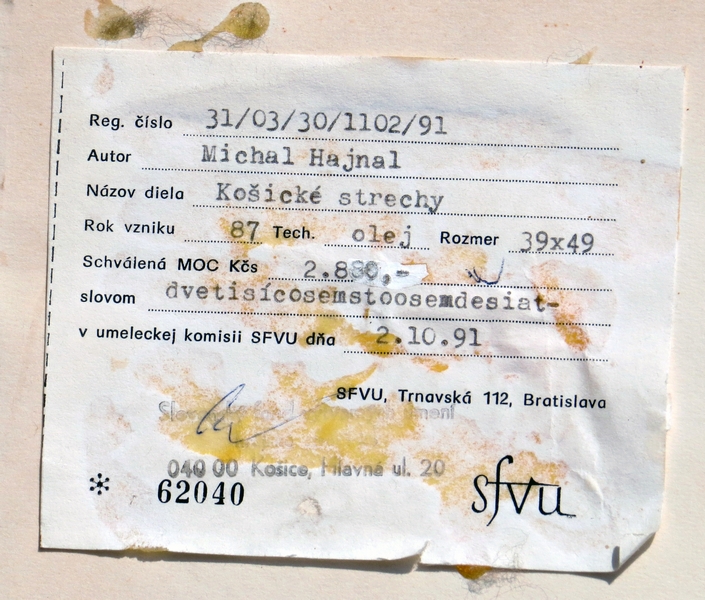 Reg. číslo 31/03/30/1102/91
Autor Michal Hajnal
Názov diela Košické strechy
Rok vzniku 87 Tech. olej Rozmer 39x49
Schválená MOC Kčs 2.880,-
slovom dvetisícosemstoosemdesiat-
v umeleckej komisii SFVU dňa 2.10.91
SFVU, Trnavská 112, Bratislava
040 00 Košice, Hlavná ul. 20
* 62040
sfvu